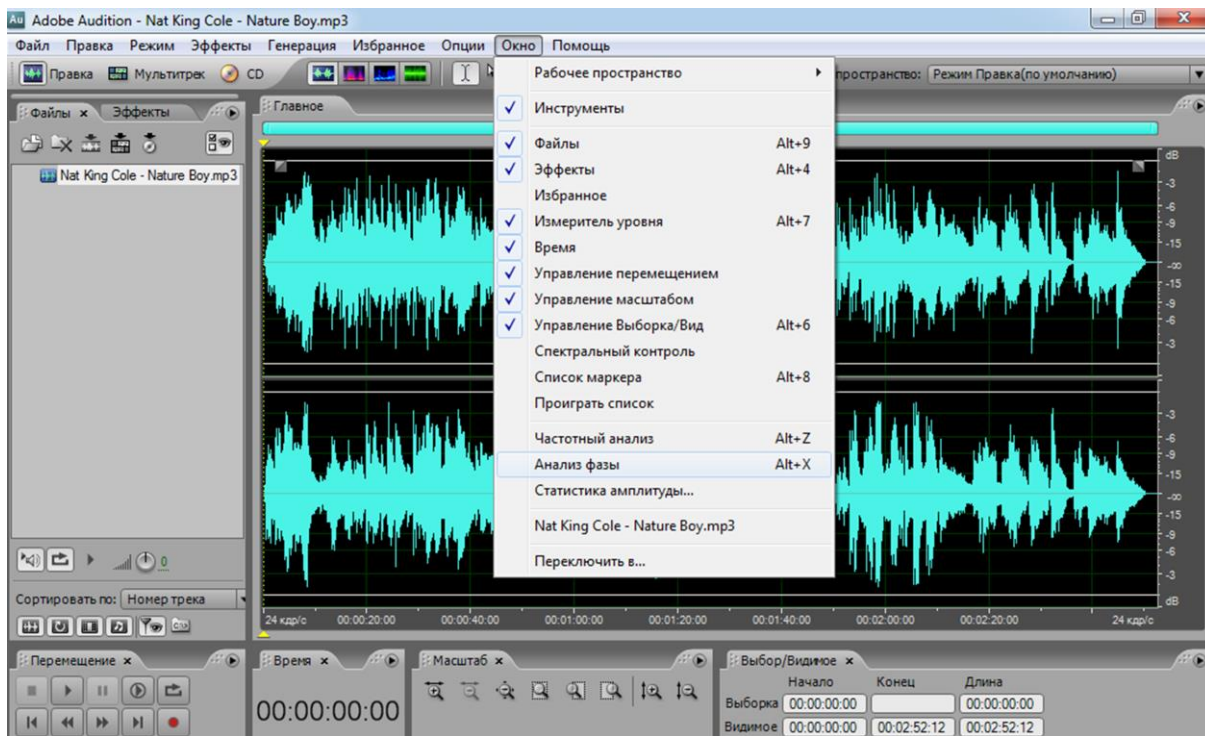 Au Adobe Audition - Nat King Cole - Nature Boy.mp3
Файл Правка Режим Эффекты Генерация Избранное Опции Окно Помощь
Правка Мультитрек CD пространство: Режим Правка(по умолчанию)
Файлы Эффекты
Главное
Nat King Cole - Nature Boy.mp3
Рабочее пространство
Инструменты
Файлы Alt+9
Эффекты Alt+4
Избранное
Измеритель уровня Alt+7
Время
Управление перемещением
Управление масштабом
Управление Выборка/Вид Alt+6
Спектральный контроль
Список маркера Alt+8
Проиграть список
Частотный анализ Alt+Z
Анализ фазы Alt+X
Статистика амплитуды...
Nat King Cole - Nature Boy.mp3
Переключить в...
dB
-3
-6
-9
-15
-∞
-15
-9
-6
-3
-3
-6
-9
-15
-∞
-15
-9
-6
-3
dB
0
Сортировать по: Номер трека
24 кдр/с 00:00:20:00 00:00:40:00 00:01:00:00 00:01:20:00 00:01:40:00 00:02:00:00 00:02:20:00 24 кдр/с
Перемещение
Время
00:00:00:00
Масштаб
Выбор/Видимое
Начало Конец Длина
Выборка 00:00:00:00 00:00:00:00
Видимое 00:00:00:00 00:02:52:12 00:02:52:12